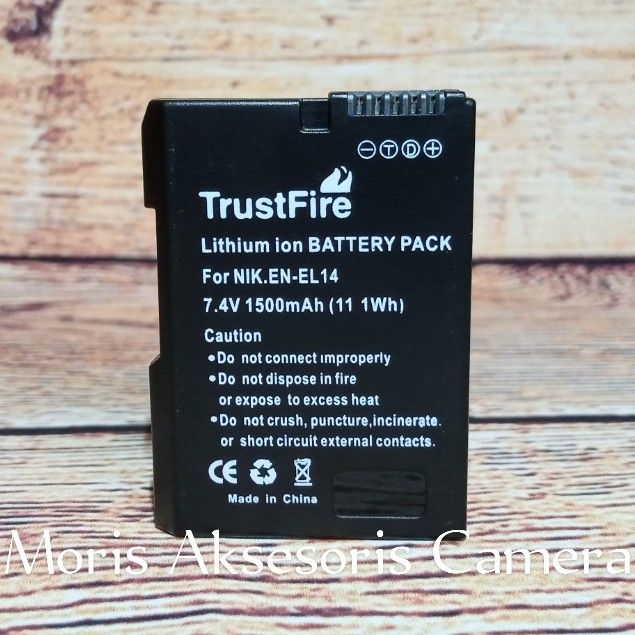 ⊖ Ⓣ Ⓓ ⊕
TrustFire
Lithium ion BATTERY PACK
For NIK.EN-EL14
7.4V 1500mAh (11 1Wh)
Caution
•Do not connect improperly
•Do not dispose in fire
or expose to excess heat
•Do not crush, puncture,incinerate.
or short circuit external contacts.
CE
Made in China
Moris Aksesoris Camera